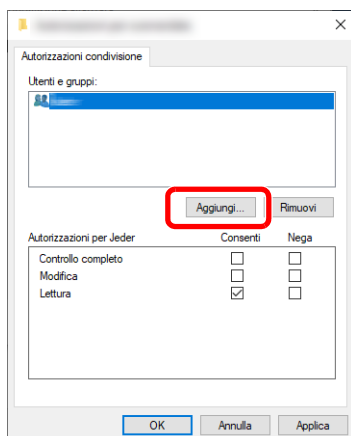 Autorizzazioni condivisione
Utenti e gruppi:
Aggiungi... Rimuovi
Autorizzazioni per Jeder Consenti Nega
Controllo completo
Modifica
Lettura
OK Annulla Applica